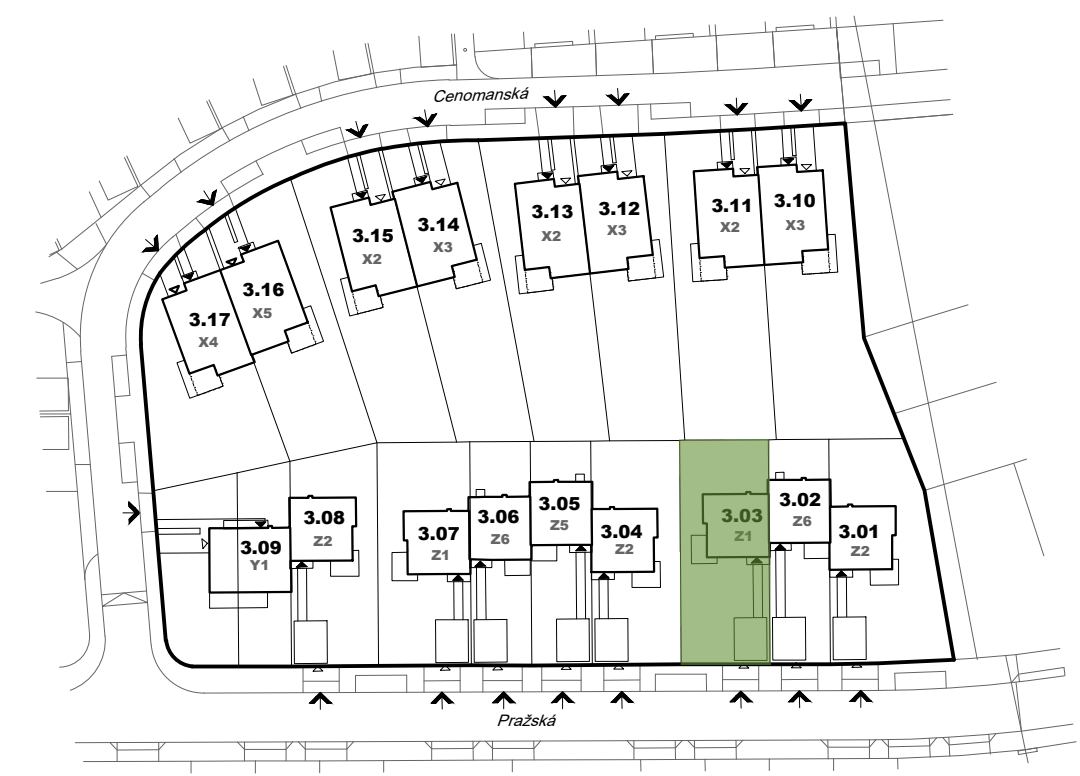 Cenomanská
3.10
X3
3.11
X2
3.12
X3
3.13
X2
3.14
X3
3.15
X2
3.16
X5
3.17
X4
3.01
Z2
3.02
Z6
3.03
Z1
3.04
Z2
3.05
Z5
3.06
Z6
3.07
Z1
3.08
Z2
3.09
Y1
Pražská